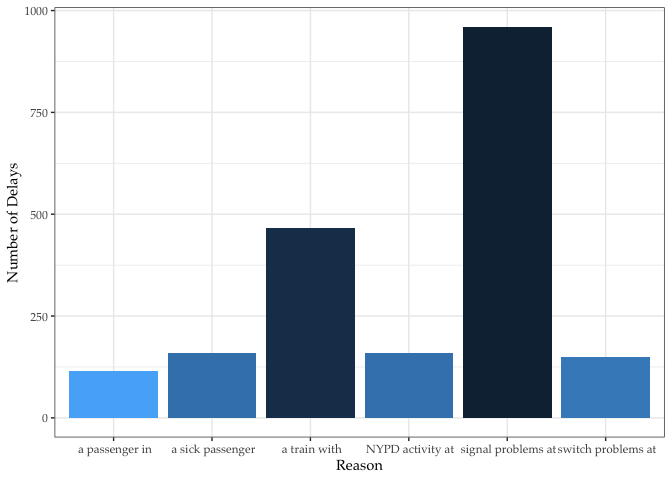 1000
750
500
250
0
Number of Delays
a passenger in
a sick passenger
a train with
NYPD activity at
signal problems at
switch problems at
Reason